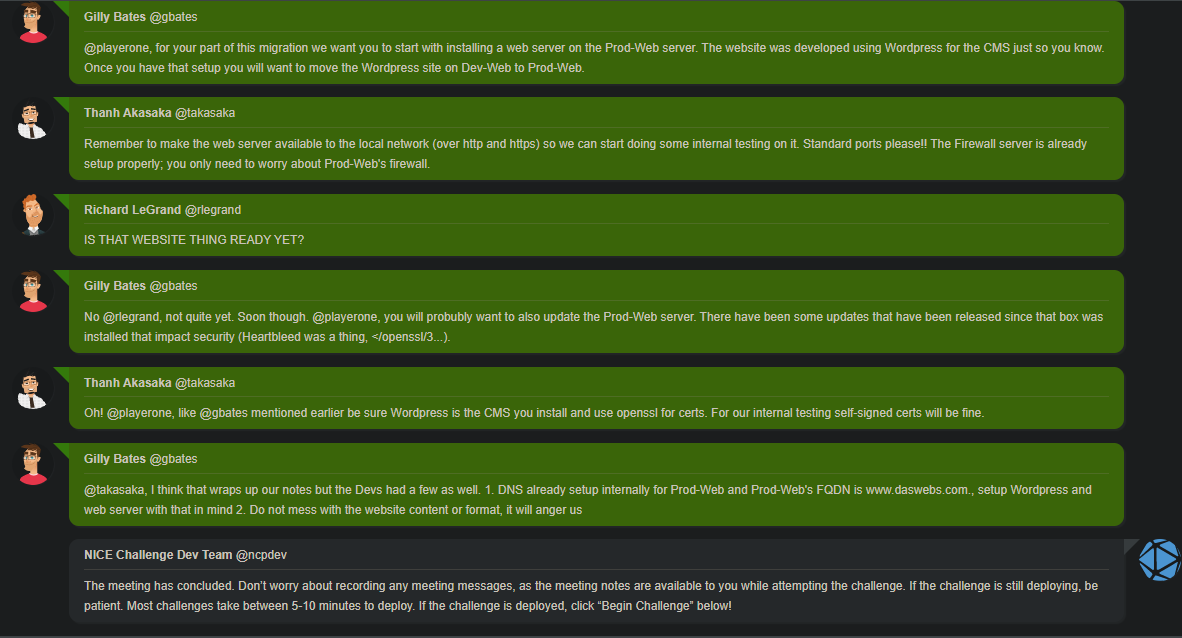 Gilly Bates @gbates
@playerone, for your part of this migration we want you to start with installing a web server on the Prod-Web server. The website was developed using Wordpress for the CMS just so you know.
Once you have that setup you will want to move the Wordpress site on Dev-Web to Prod-Web.
Thanh Akasaka @takasaka
Remember to make the web server available to the local network (over http and https) so we can start doing some internal testing on it. Standard ports please!! The Firewall server is already
setup properly; you only need to worry about Prod-Web's firewall.
Richard LeGrand @rlegrand
IS THAT WEBSITE THING READY YET?
Gilly Bates @gbates
No @rlegrand, not quite yet. Soon though. @playerone, you will probubly want to also update the Prod-Web server. There have been some updates that have been released since that box was
installed that impact security (Heartbleed was a thing, </openssl/3...).
Thanh Akasaka @takasaka
Oh! @playerone, like @gbates mentioned earlier be sure Wordpress is the CMS you install and use openssl for certs. For our internal testing self-signed certs will be fine.
Gilly Bates @gbates
@takasaka, I think that wraps up our notes but the Devs had a few as well. 1. DNS already setup internally for Prod-Web and Prod-Web's FQDN is www.daswebs.com., setup Wordpress and
web server with that in mind 2. Do not mess with the website content or format, it will anger us
NICE Challenge Dev Team @ncpdev
The meeting has concluded. Don't worry about recording any meeting messages, as the meeting notes are available to you while attempting the challenge. If the challenge is still deploying, be
patient. Most challenges take between 5-10 minutes to deploy. If the challenge is deployed, click “Begin Challenge” below!